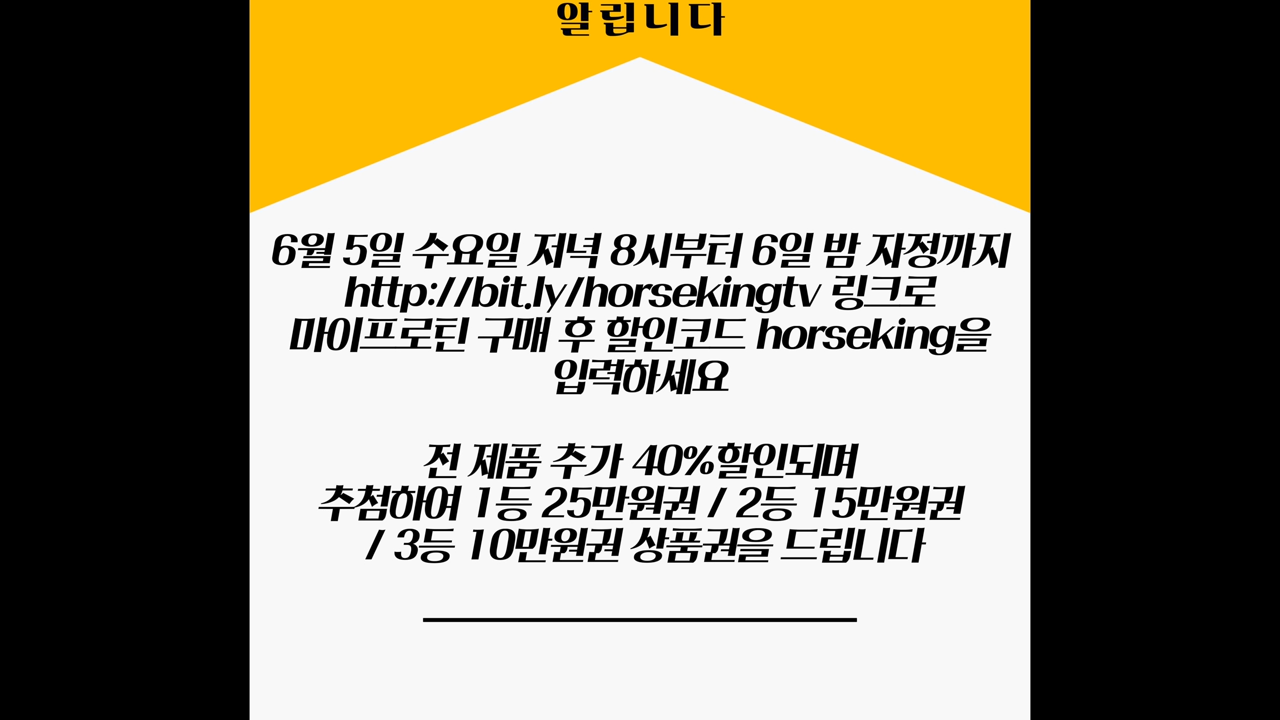 알립니다
6월 5일 수요일 저녁 8시부터 6일 밤 자정까지
http://bit.ly/horsekingtv 링크로
마이프로틴 구매 후 할인코드 horseking을
입력하세요
전 제품 추가 40%할인되며
추첨하여 1등 25만원권 / 2등 15만원권
/ 3등 10만원권 상품권을 드립니다